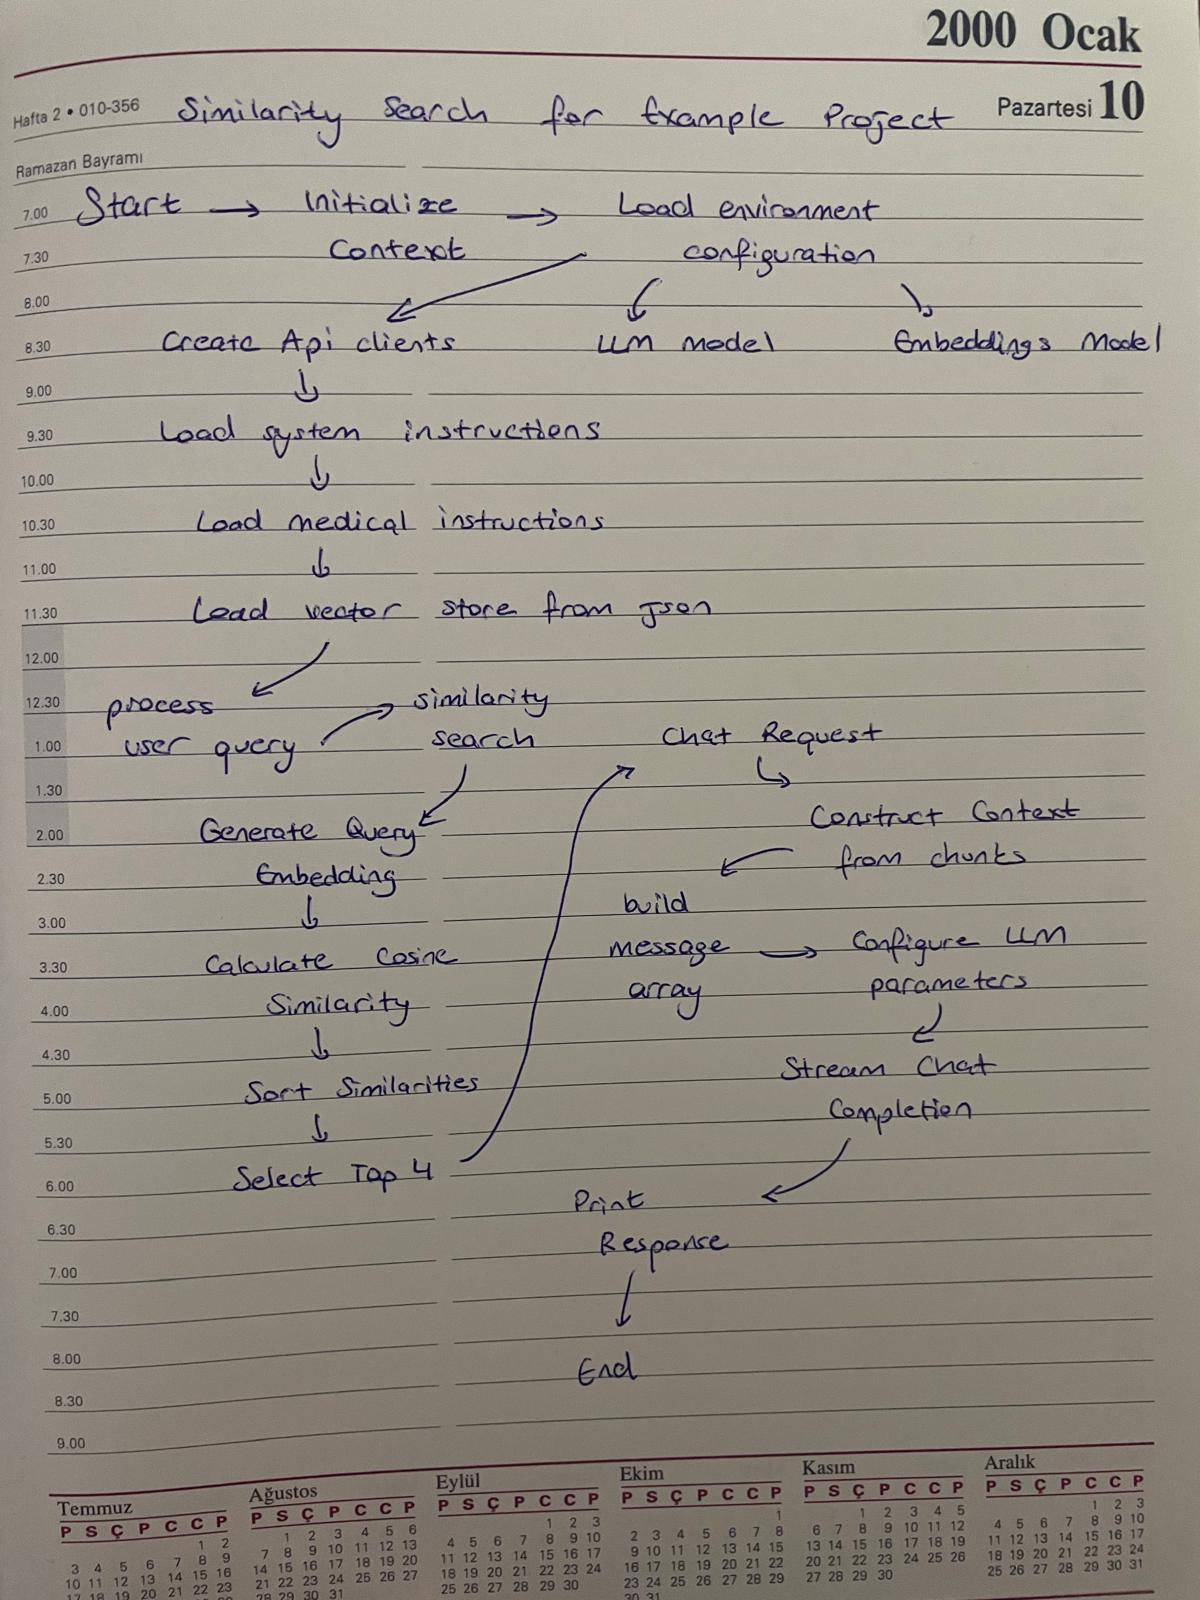 2000 Ocak
Hafta 2 • 010-356
Pazartesi 10
Similarity Search for Example Project
Ramazan Bayramı
7.00 Start → Initialize → Load environment
7.30 Context configuration
8.00
8.30 Create Api clients LLM model Embeddings Model
9.00
9.30 Load system instructions
10.00
10.30 Load medical instructions
11.00
11.30 Load vector store from json
12.00
12.30 process similarity
1.00 user query search Chat Request
1.30
2.00 Generate Query Construct Context
2.30 Embedding from chunks
3.00 build
3.30 Calculate Cosine message → Configure LLM
4.00 Similarity array parameters
4.30
5.00 Sort Similarities Stream Chat
5.30 Completion
6.00 Select Top 4
6.30 Print
7.00 Response
7.30
8.00 End
8.30
9.00
Temmuz Ağustos Eylül Ekim Kasım Aralık
P S Ç P C C P P S Ç P C C P P S Ç P C C P P S Ç P C C P P S Ç P C C P P S Ç P C C P
1 2 1 2 3 4 5 6 1 2 3 1 1 2 3 4 5 1 2 3
3 4 5 6 7 8 9 7 8 9 10 11 12 13 4 5 6 7 8 9 10 2 3 4 5 6 7 8 6 7 8 9 10 11 12 4 5 6 7 8 9 10
10 11 12 13 14 15 16 14 15 16 17 18 19 20 11 12 13 14 15 16 17 9 10 11 12 13 14 15 13 14 15 16 17 18 19 11 12 13 14 15 16 17
17 18 19 20 21 22 23 21 22 23 24 25 26 27 18 19 20 21 22 23 24 16 17 18 19 20 21 22 20 21 22 23 24 25 26 18 19 20 21 22 23 24
28 29 30 31 25 26 27 28 29 30 23 24 25 26 27 28 29 27 28 29 30 25 26 27 28 29 30 31
30 31